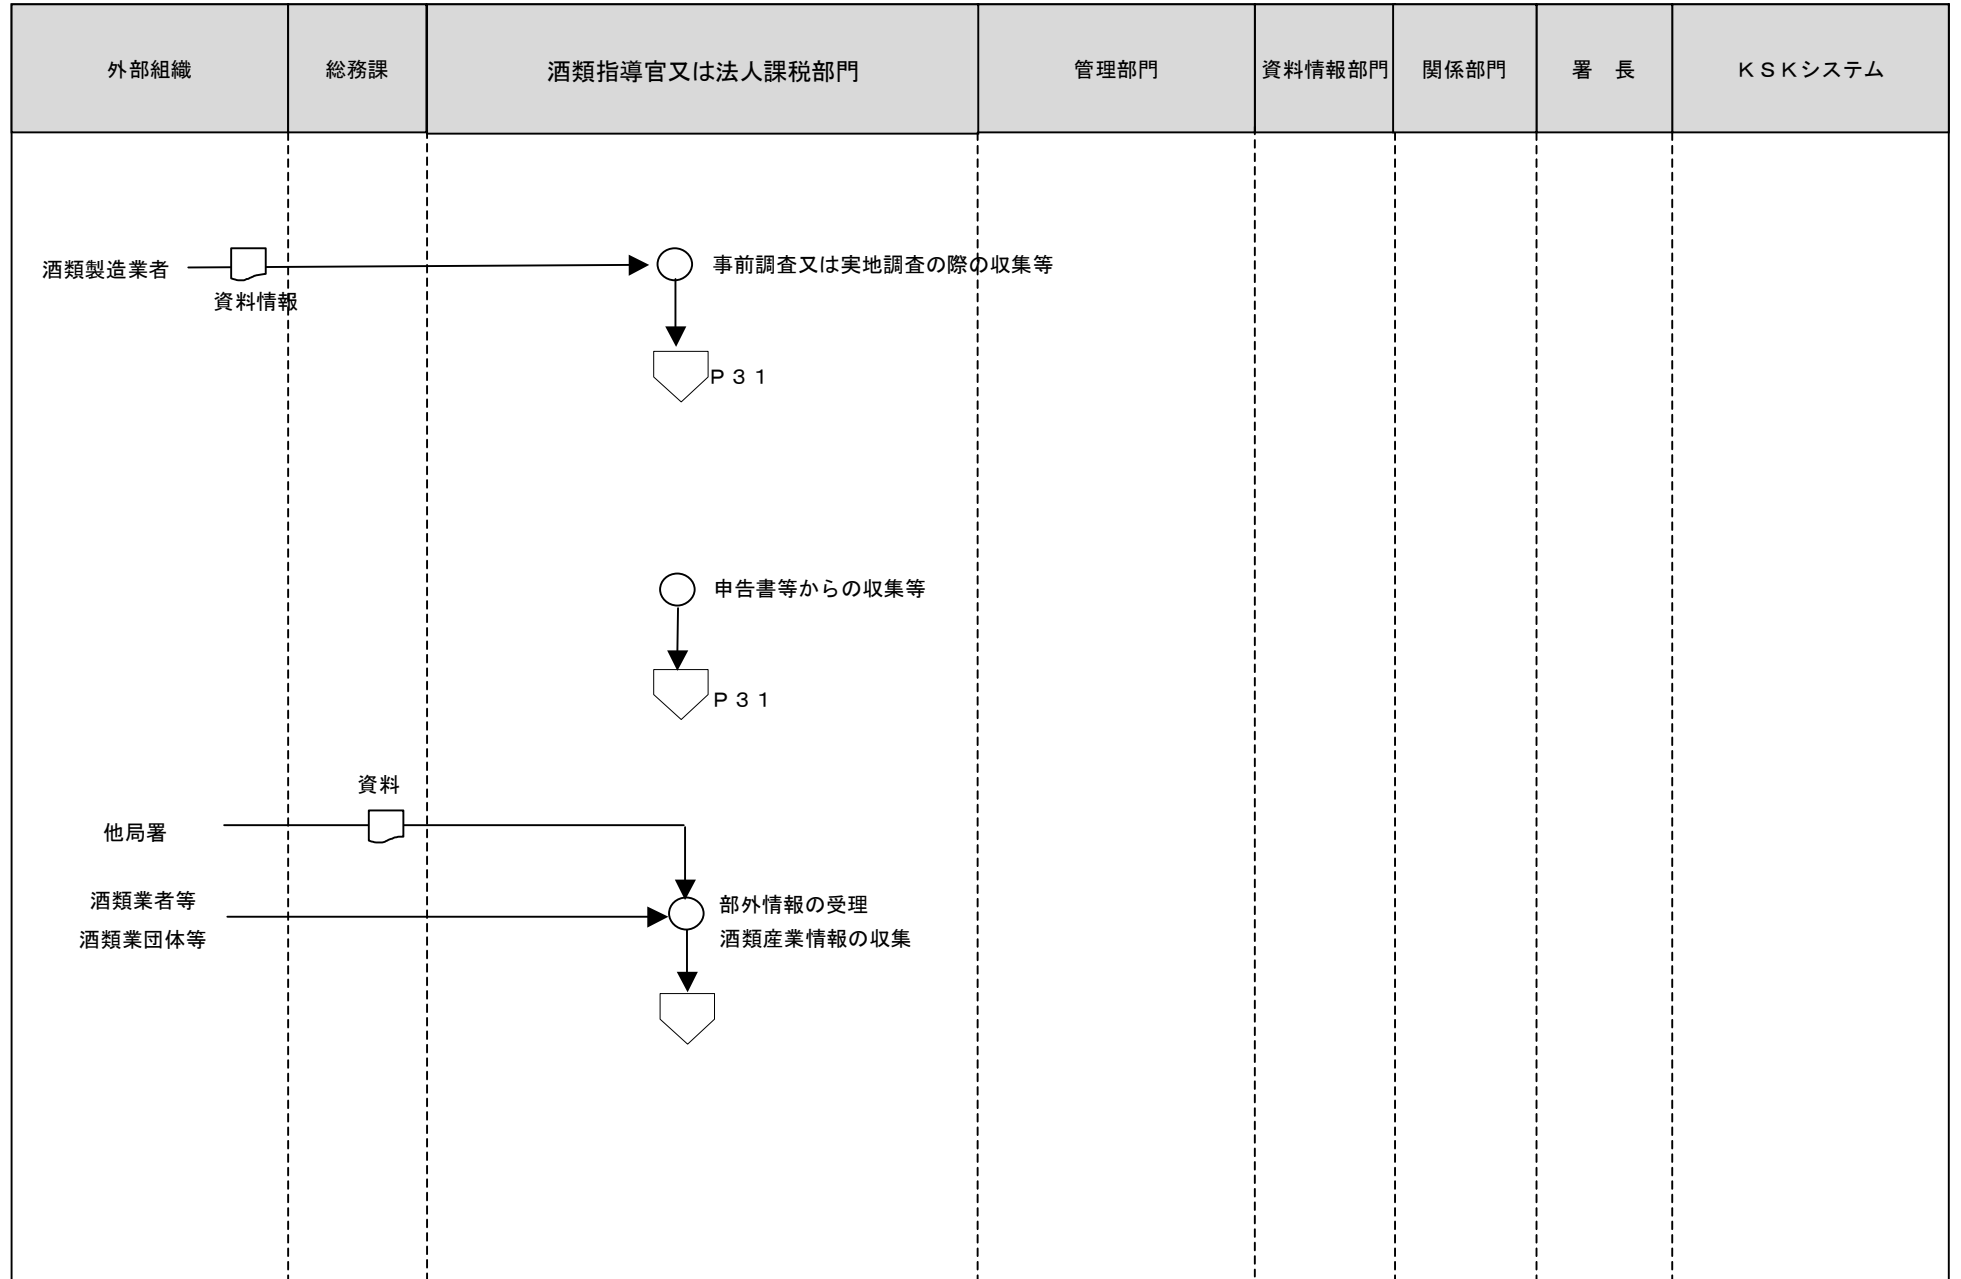 外部組織
総務課
酒類指導官又は法人課税部門
管理部門
資料情報部門
関係部門
署　長
ＫＳＫシステム
酒類製造業者
資料情報
事前調査又は実地調査の際の収集等
Ｐ３１
申告書等からの収集等
Ｐ３１
資料
他局署
酒類業者等
酒類業団体等
部外情報の受理
酒類産業情報の収集